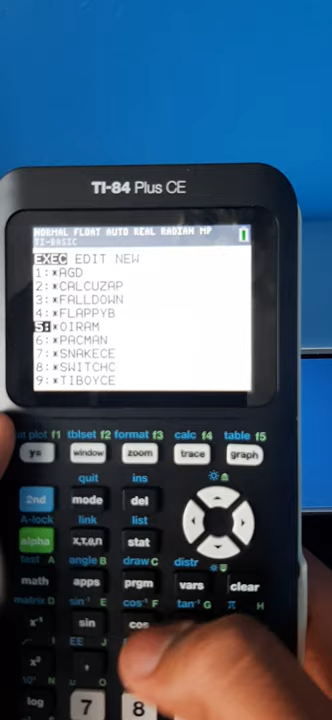 TI-84 Plus CE
NORMAL FLOAT AUTO REAL RADIAN MP
TI-BASIC
EXEC EDIT NEW
1:*AGD
2:*CALCUZAP
3:*FALLDOWN
4:*FLAPPYB
5:*OIRAM
6:*PACMAN
7:*SNAKECE
8:*SWITCHC
9:*TIBOYCE
plot f1 tblset f2 format f3 calc f4 table f5
y= window zoom trace graph
quit ins
2nd mode del
A-lock link list
alpha X,T,θ,n stat
test A angle B draw C distr
math apps prgm vars clear
matrix D sin⁻¹ E cos⁻¹ F tan⁻¹ G π H
x⁻¹ sin cos
EE J
x² ,
10ˣ N u O
log 7 8